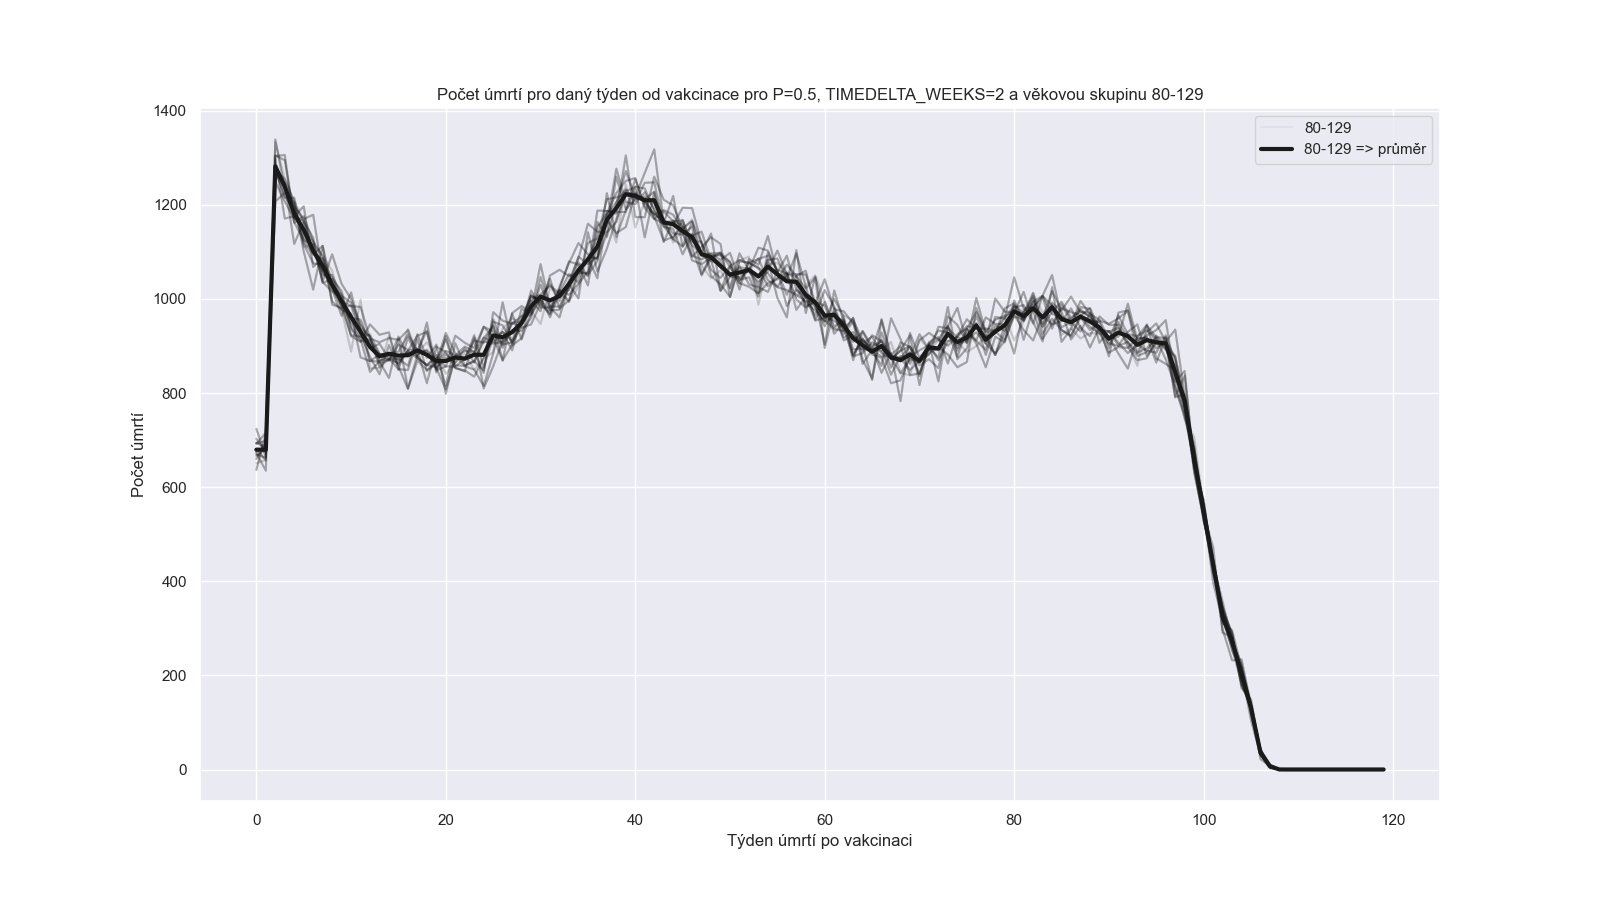 Počet úmrtí pro daný týden od vakcinace pro P=0.5, TIMEDELTA_WEEKS=2 a věkovou skupinu 80-129
80-129
80-129 => průměr
1400
1200
1000
800
600
400
200
0
Počet úmrtí
0 20 40 60 80 100 120
Týden úmrtí po vakcinaci